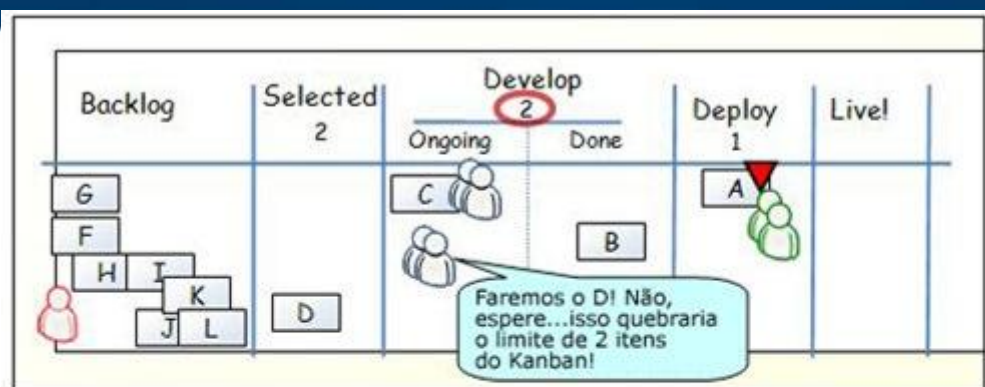 Backlog
Selected
2
Develop
2
Ongoing
Done
Deploy
1
Live!
G
F
H
I
K
J
L
D
C
B
A
Faremos o D! Não,
espere...isso quebraria
o limite de 2 itens
do Kanban!